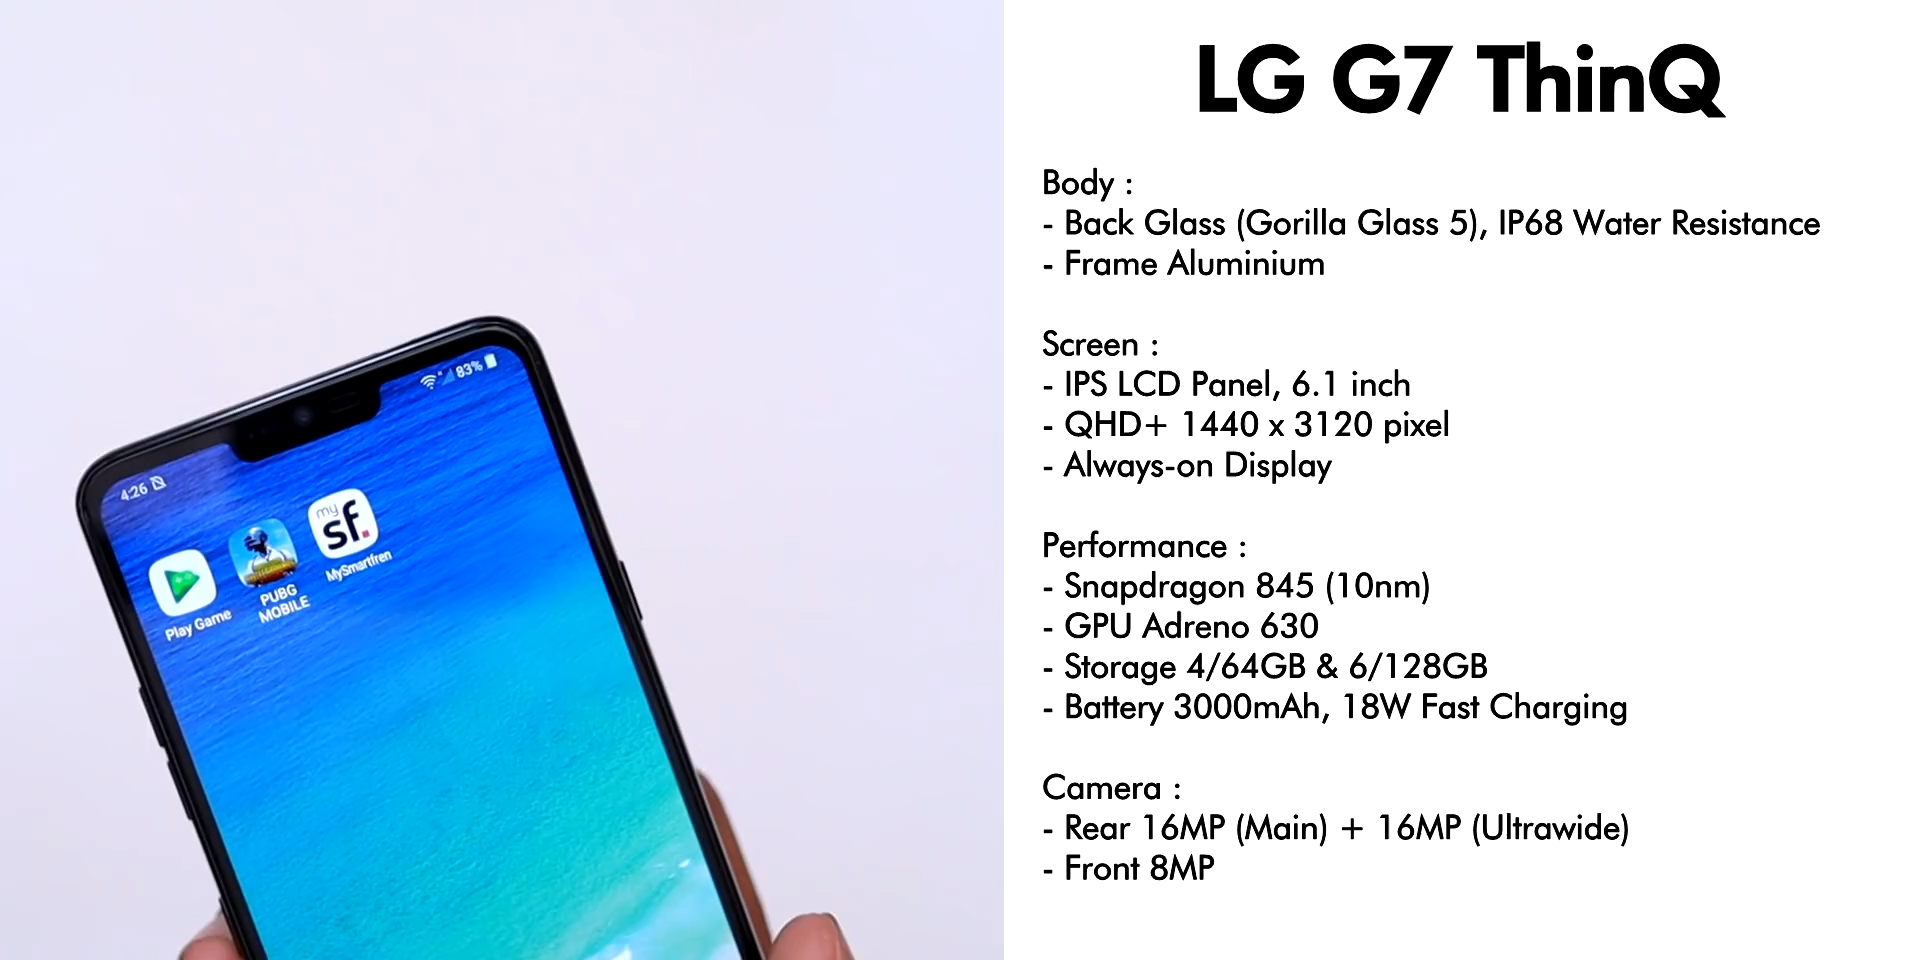 LG G7 ThinQ
Body :
- Back Glass (Gorilla Glass 5), IP68 Water Resistance
- Frame Aluminium
Screen :
- IPS LCD Panel, 6.1 inch
- QHD+ 1440 x 3120 pixel
- Always-on Display
Performance :
- Snapdragon 845 (10nm)
- GPU Adreno 630
- Storage 4/64GB & 6/128GB
- Battery 3000mAh, 18W Fast Charging
Camera :
- Rear 16MP (Main) + 16MP (Ultrawide)
- Front 8MP
4:26
83%
my
sf.
Play Game
PUBG
MOBILE
MySmartfren